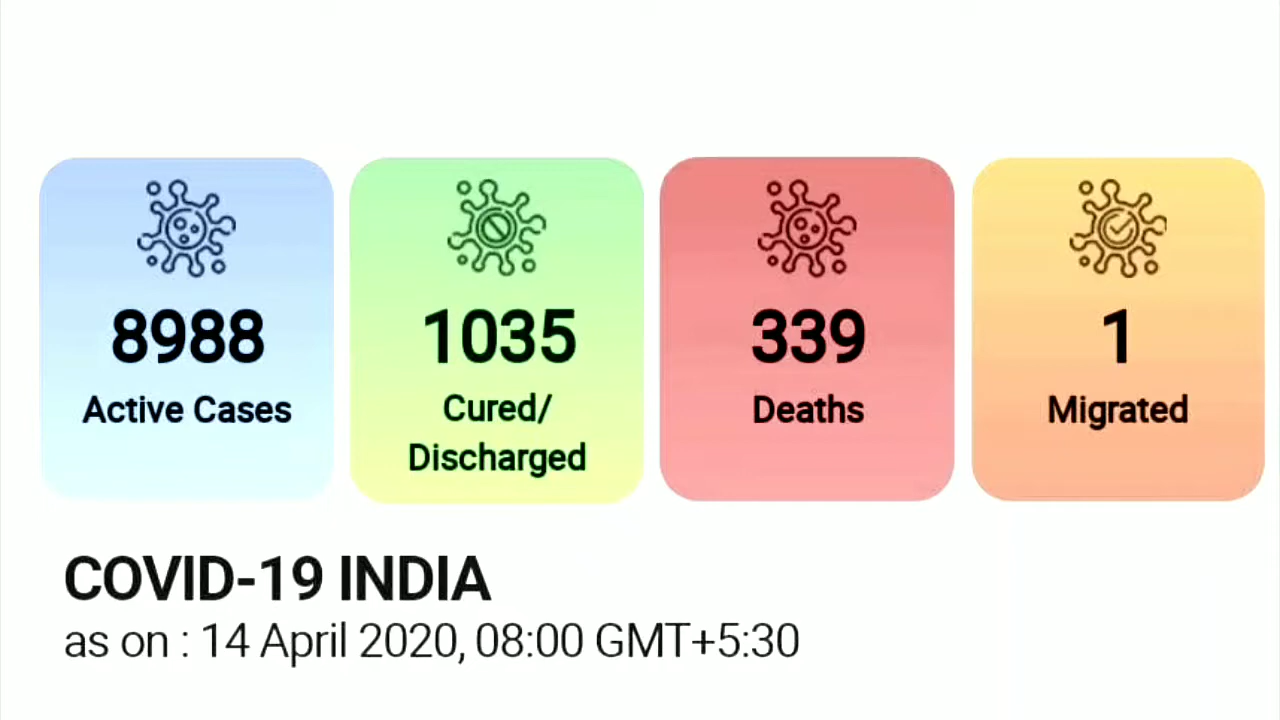 8988
Active Cases
1035
Cured/
Discharged
339
Deaths
1
Migrated
COVID-19 INDIA
as on : 14 April 2020, 08:00 GMT+5:30